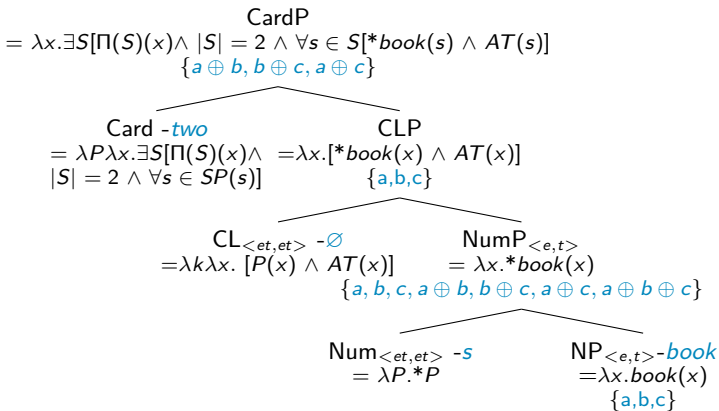 CardP
= λx.∃S[Π(S)(x)∧ |S| = 2 ∧ ∀s ∈ S[*book(s) ∧ AT(s)]
{a ⊕ b, b ⊕ c, a ⊕ c}
Card -two CLP
= λPλx.∃S[Π(S)(x)∧ =λx.[*book(x) ∧ AT(x)]
|S| = 2 ∧ ∀s ∈ SP(s)] {a,b,c}
CL<et,et> -∅ NumP<e,t>
=λkλx. [P(x) ∧ AT(x)] = λx.*book(x)
{a, b, c, a ⊕ b, b ⊕ c, a ⊕ c, a ⊕ b ⊕ c}
Num<et,et> -s NP<e,t>-book
= λP.*P =λx.book(x)
{a,b,c}